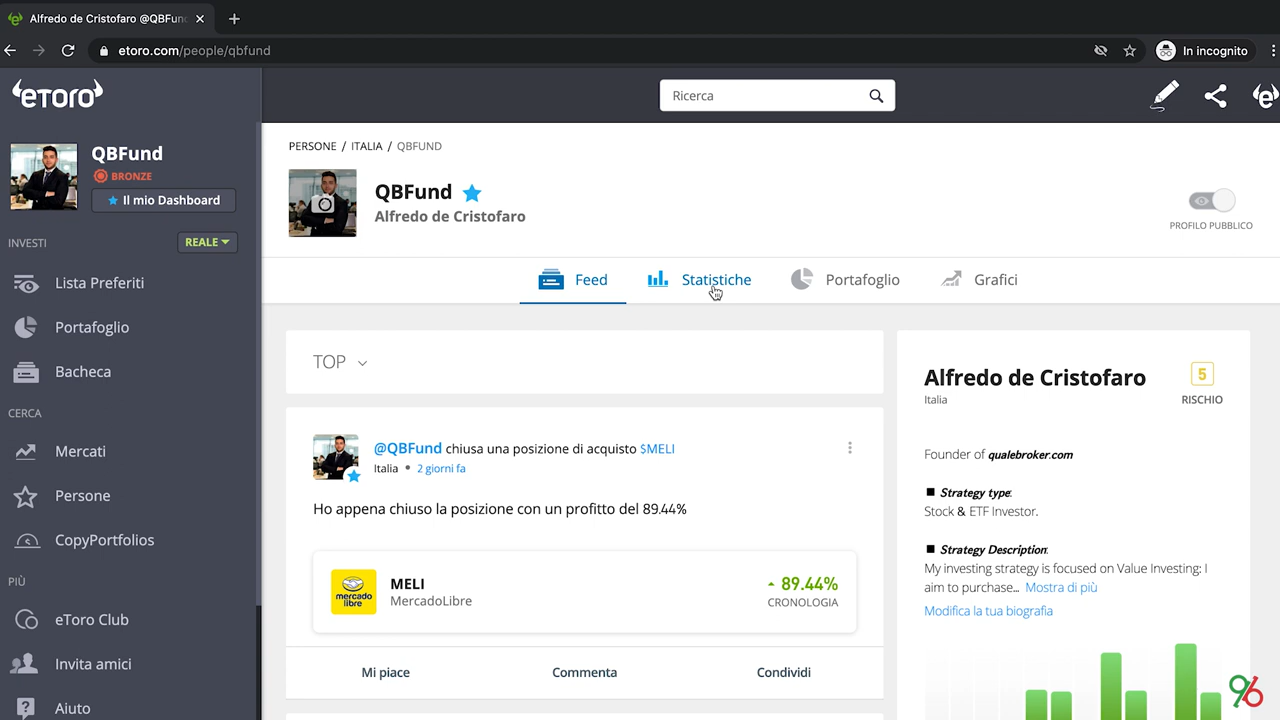 Alfredo de Cristofaro @QBFun
etoro.com/people/qbfund
In incognito
eToro
Ricerca
QBFund
BRONZE
Il mio Dashboard
INVESTI
REALE
Lista Preferiti
Portafoglio
Bacheca
CERCA
Mercati
Persone
CopyPortfolios
PIÙ
eToro Club
Invita amici
Aiuto
PERSONE / ITALIA / QBFUND
QBFund
Alfredo de Cristofaro
PROFILO PUBBLICO
Feed
Statistiche
Portafoglio
Grafici
TOP
@QBFund chiusa una posizione di acquisto $MELI
Italia • 2 giorni fa
Ho appena chiuso la posizione con un profitto del 89.44%
mercado
libre
MELI
MercadoLibre
89.44%
CRONOLOGIA
Mi piace
Commenta
Condividi
Alfredo de Cristofaro
Italia
5
RISCHIO
Founder of qualebroker.com
■ Strategy type:
Stock & ETF Investor.
■ Strategy Description:
My investing strategy is focused on Value Investing: I
aim to purchase... Mostra di più
Modifica la tua biografia